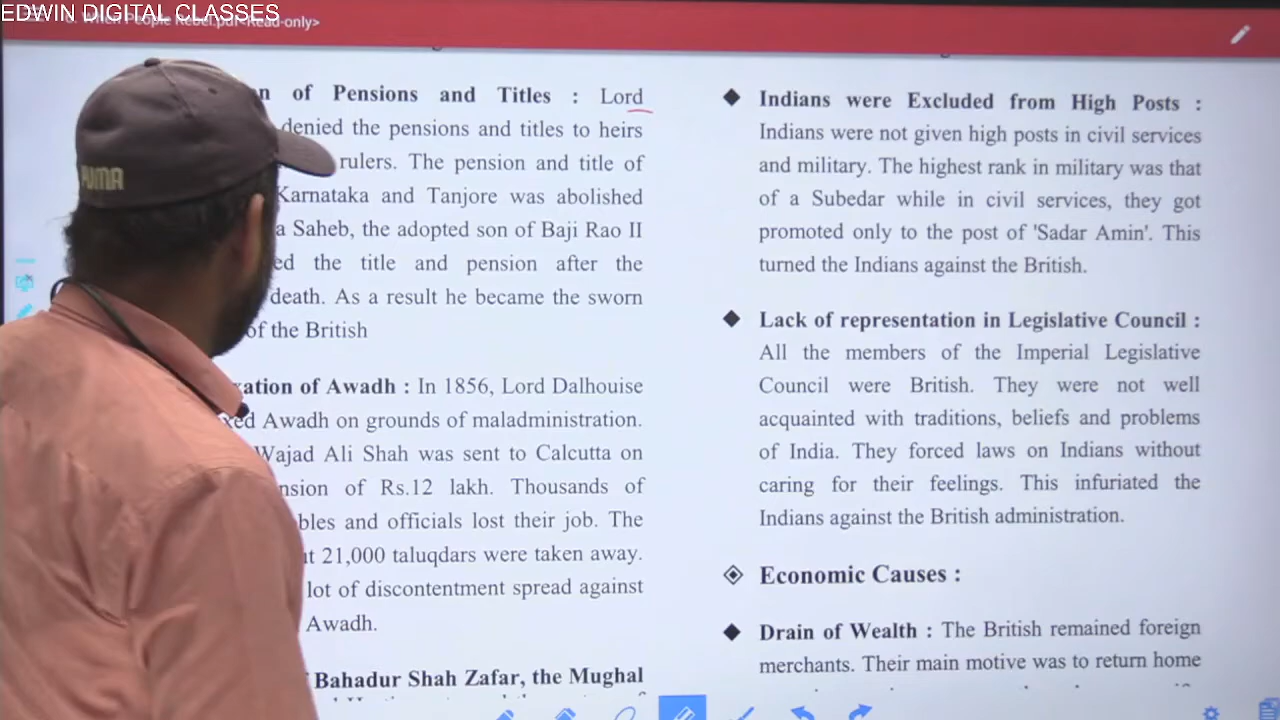 EDWIN DIGITAL CLASSES
When People Rebel.pdf<Read-only>
of Pensions and Titles : Lord
denied the pensions and titles to heirs
rulers. The pension and title of
Karnataka and Tanjore was abolished
Saheb, the adopted son of Baji Rao II
the title and pension after the
death. As a result he became the sworn
of the British
of Awadh : In 1856, Lord Dalhouise
Awadh on grounds of maladministration.
Wajad Ali Shah was sent to Calcutta on
of Rs.12 lakh. Thousands of
and officials lost their job. The
21,000 taluqdars were taken away.
lot of discontentment spread against
Awadh.
Bahadur Shah Zafar, the Mughal
◆ Indians were Excluded from High Posts :
Indians were not given high posts in civil services
and military. The highest rank in military was that
of a Subedar while in civil services, they got
promoted only to the post of 'Sadar Amin'. This
turned the Indians against the British.
◆ Lack of representation in Legislative Council :
All the members of the Imperial Legislative
Council were British. They were not well
acquainted with traditions, beliefs and problems
of India. They forced laws on Indians without
caring for their feelings. This infuriated the
Indians against the British administration.
Economic Causes :
◆ Drain of Wealth : The British remained foreign
merchants. Their main motive was to return home
PUMA